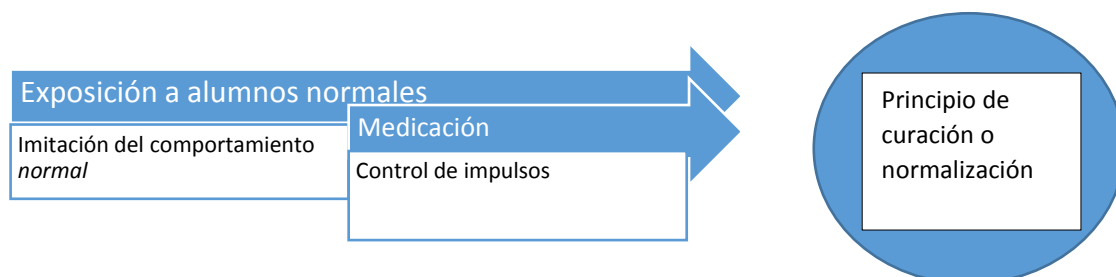 Exposición a alumnos normales
Imitación del comportamiento
normal
Medicación
Control de impulsos
Principio de
curación o
normalización